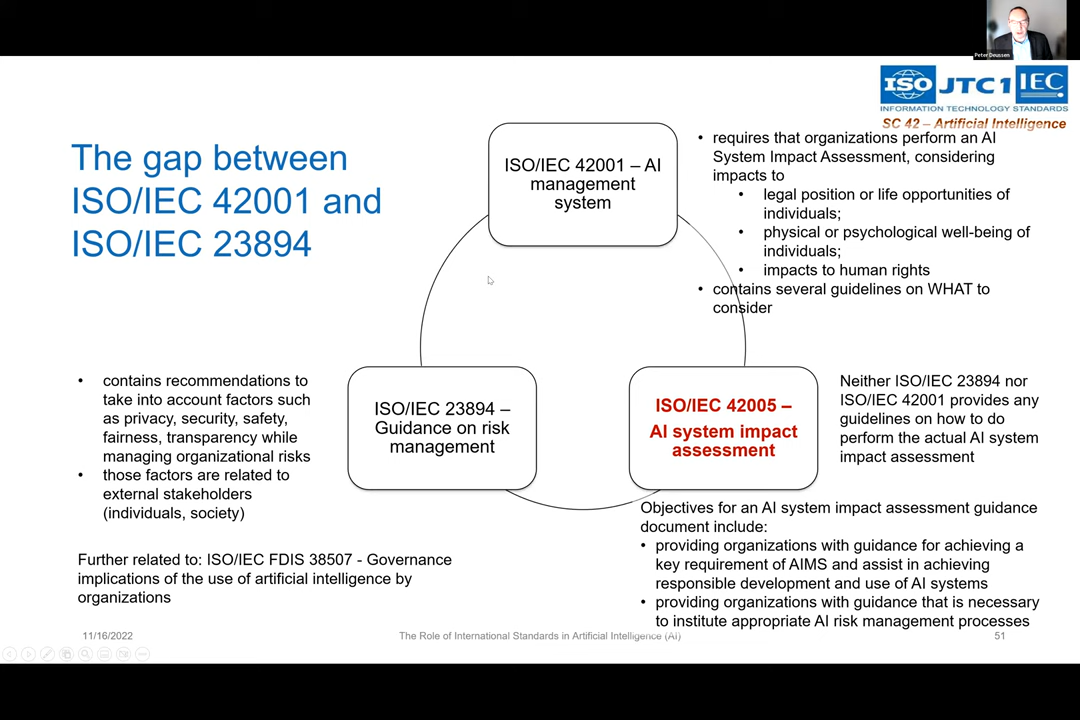 Peter Deussen
ISO JTC1 IEC
INFORMATION TECHNOLOGY STANDARDS
SC 42 – Artificial Intelligence
The gap between
ISO/IEC 42001 and
ISO/IEC 23894
ISO/IEC 42001 – AI
management
system
• requires that organizations perform an AI
System Impact Assessment, considering
impacts to
• legal position or life opportunities of
individuals;
• physical or psychological well-being of
individuals;
• impacts to human rights
• contains several guidelines on WHAT to
consider
• contains recommendations to
take into account factors such
as privacy, security, safety,
fairness, transparency while
managing organizational risks
• those factors are related to
external stakeholders
(individuals, society)
ISO/IEC 23894 –
Guidance on risk
management
ISO/IEC 42005 –
AI system impact
assessment
Neither ISO/IEC 23894 nor
ISO/IEC 42001 provides any
guidelines on how to do
perform the actual AI system
impact assessment
Objectives for an AI system impact assessment guidance
document include:
• providing organizations with guidance for achieving a
key requirement of AIMS and assist in achieving
responsible development and use of AI systems
• providing organizations with guidance that is necessary
to institute appropriate AI risk management processes
Further related to: ISO/IEC FDIS 38507 - Governance
implications of the use of artificial intelligence by
organizations
11/16/2022
The Role of International Standards in Artificial Intelligence (AI)
51